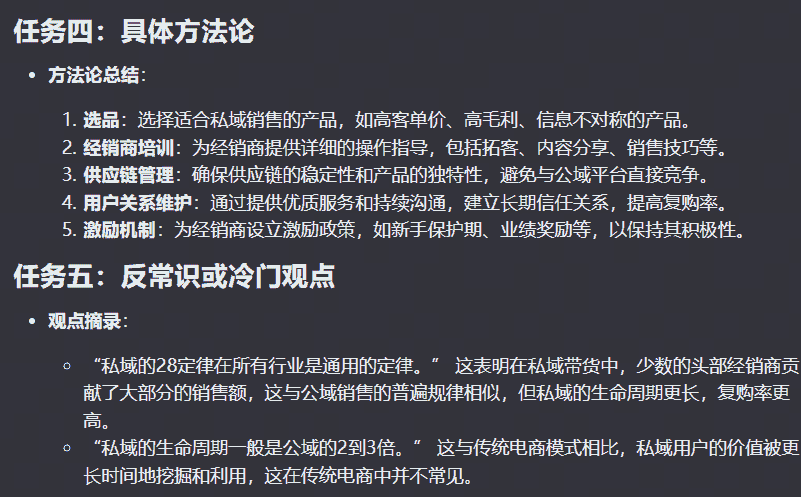 任务四：具体方法论
• 方法论总结：
1. 选品：选择适合私域销售的产品，如高客单价、高毛利、信息不对称的产品。
2. 经销商培训：为经销商提供详细的操作指导，包括拓客、内容分享、销售技巧等。
3. 供应链管理：确保供应链的稳定性和产品的独特性，避免与公域平台直接竞争。
4. 用户关系维护：通过提供优质服务和持续沟通，建立长期信任关系，提高复购率。
5. 激励机制：为经销商设立激励政策，如新手保护期、业绩奖励等，以保持其积极性。
任务五：反常识或冷门观点
• 观点摘录：
○ “私域的28定律在所有行业是通用的定律。” 这表明在私域带货中，少数的头部经销商贡
献了大部分的销售额，这与公域销售的普遍规律相似，但私域的生命周期更长，复购率更
高。
○ “私域的生命周期一般是公域的2到3倍。” 这与传统电商模式相比，私域用户的价值被更
长时间地挖掘和利用，这在传统电商中并不常见。